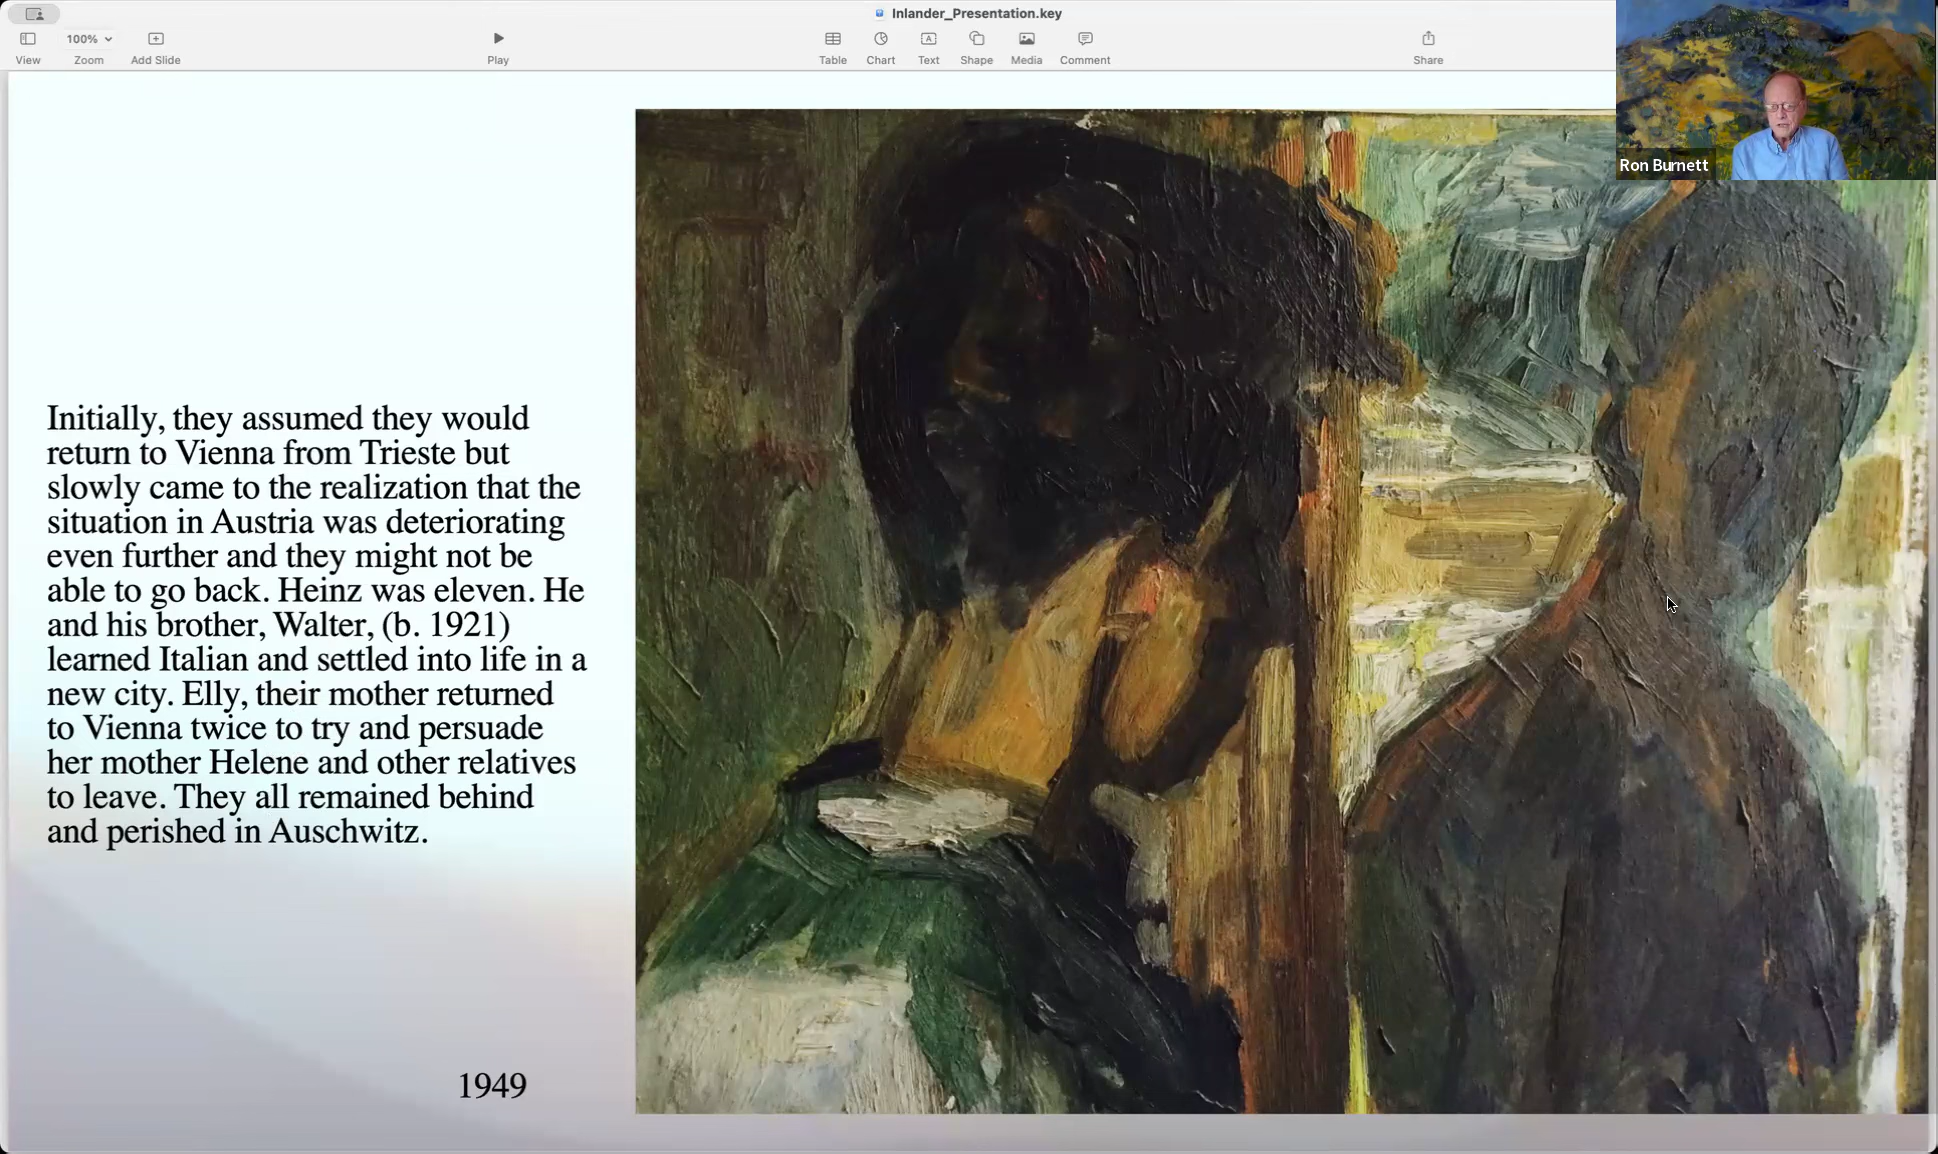 Inlander_Presentation.key
100%
View
Zoom
Add Slide
Play
Table
Chart
Text
Shape
Media
Comment
Share
Ron Burnett
Initially, they assumed they would
return to Vienna from Trieste but
slowly came to the realization that the
situation in Austria was deteriorating
even further and they might not be
able to go back. Heinz was eleven. He
and his brother, Walter, (b. 1921)
learned Italian and settled into life in a
new city. Elly, their mother returned
to Vienna twice to try and persuade
her mother Helene and other relatives
to leave. They all remained behind
and perished in Auschwitz.
1949